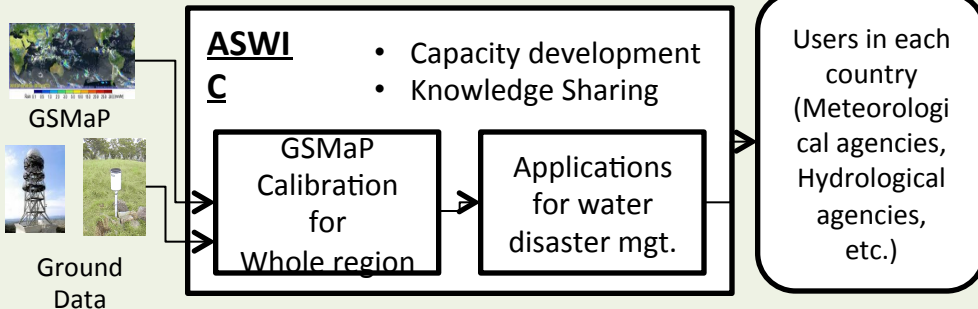 GSMaP
Ground
Data
ASWI
C
• Capacity development
• Knowledge Sharing
GSMaP
Calibration
for
Whole region
Applications
for water
disaster mgt.
Users in each
country
(Meteorologi
cal agencies,
Hydrological
agencies,
etc.)